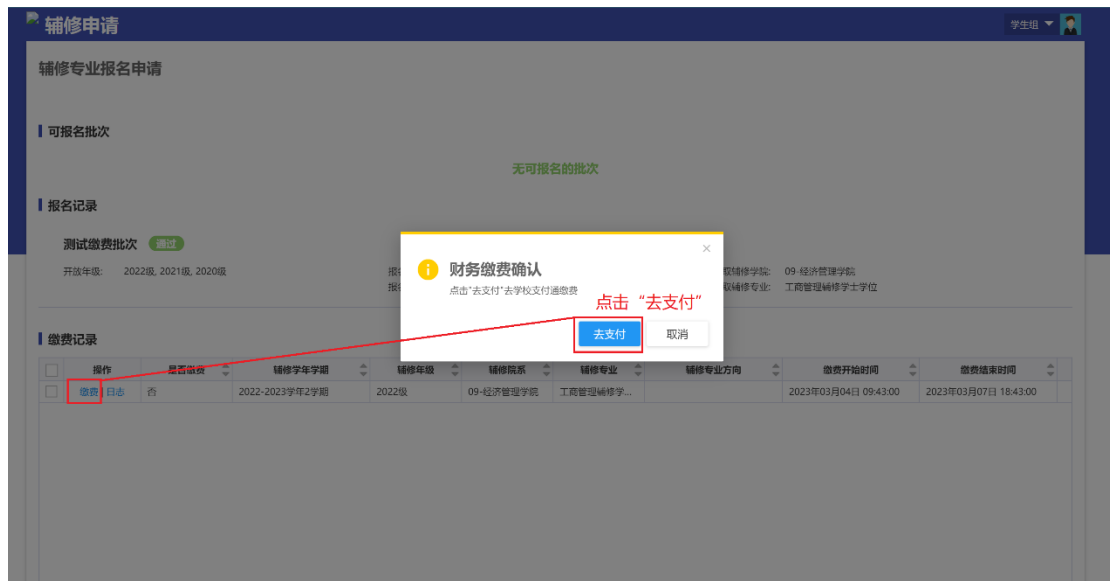 辅修申请
学生组
辅修专业报名申请
可报名批次
无可报名的批次
报名记录
测试缴费批次 通过
开放年级: 2022级, 2021级, 2020级
取辅修学院: 09-经济管理学院
取辅修专业: 工商管理辅修学士学位
财务缴费确认
点击"去支付"去学校支付通缴费
点击“去支付”
去支付 取消
缴费记录
操作 是否缴费 辅修学年学期 辅修年级 辅修院系 辅修专业 辅修专业方向 缴费开始时间 缴费结束时间
缴费 日志 否 2022-2023学年2学期 2022级 09-经济管理学院 工商管理辅修学... 2023年03月04日 09:43:00 2023年03月07日 18:43:00